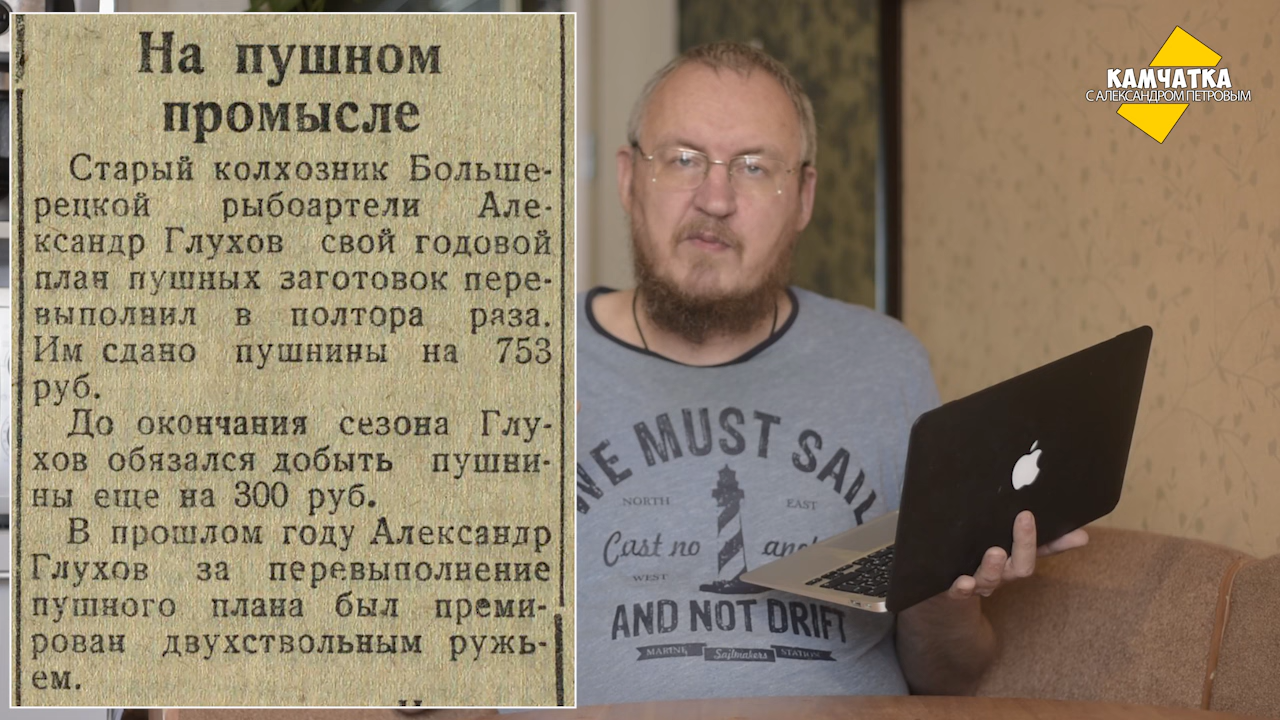 На пушном
промысле
Старый колхозник Больше-
рецкой рыбоартели Але-
ксандр Глухов свой годовой
план пушных заготовок пере-
выполнил в полтора раза.
Им сдано пушнины на 753
руб.
До окончания сезона Глу-
хов обязался добыть пушни-
ны еще на 300 руб.
В прошлом году Александр
Глухов за перевыполнение
пушного плана был преми-
рован двухствольным ружь-
ем.
КАМЧАТКА
С АЛЕКСАНДРОМ ПЕТРОВЫМ
WE MUST SAIL
NORTH EAST
Cast no
WEST
AND NOT DRIFT
MARINE Sailmakers STATION